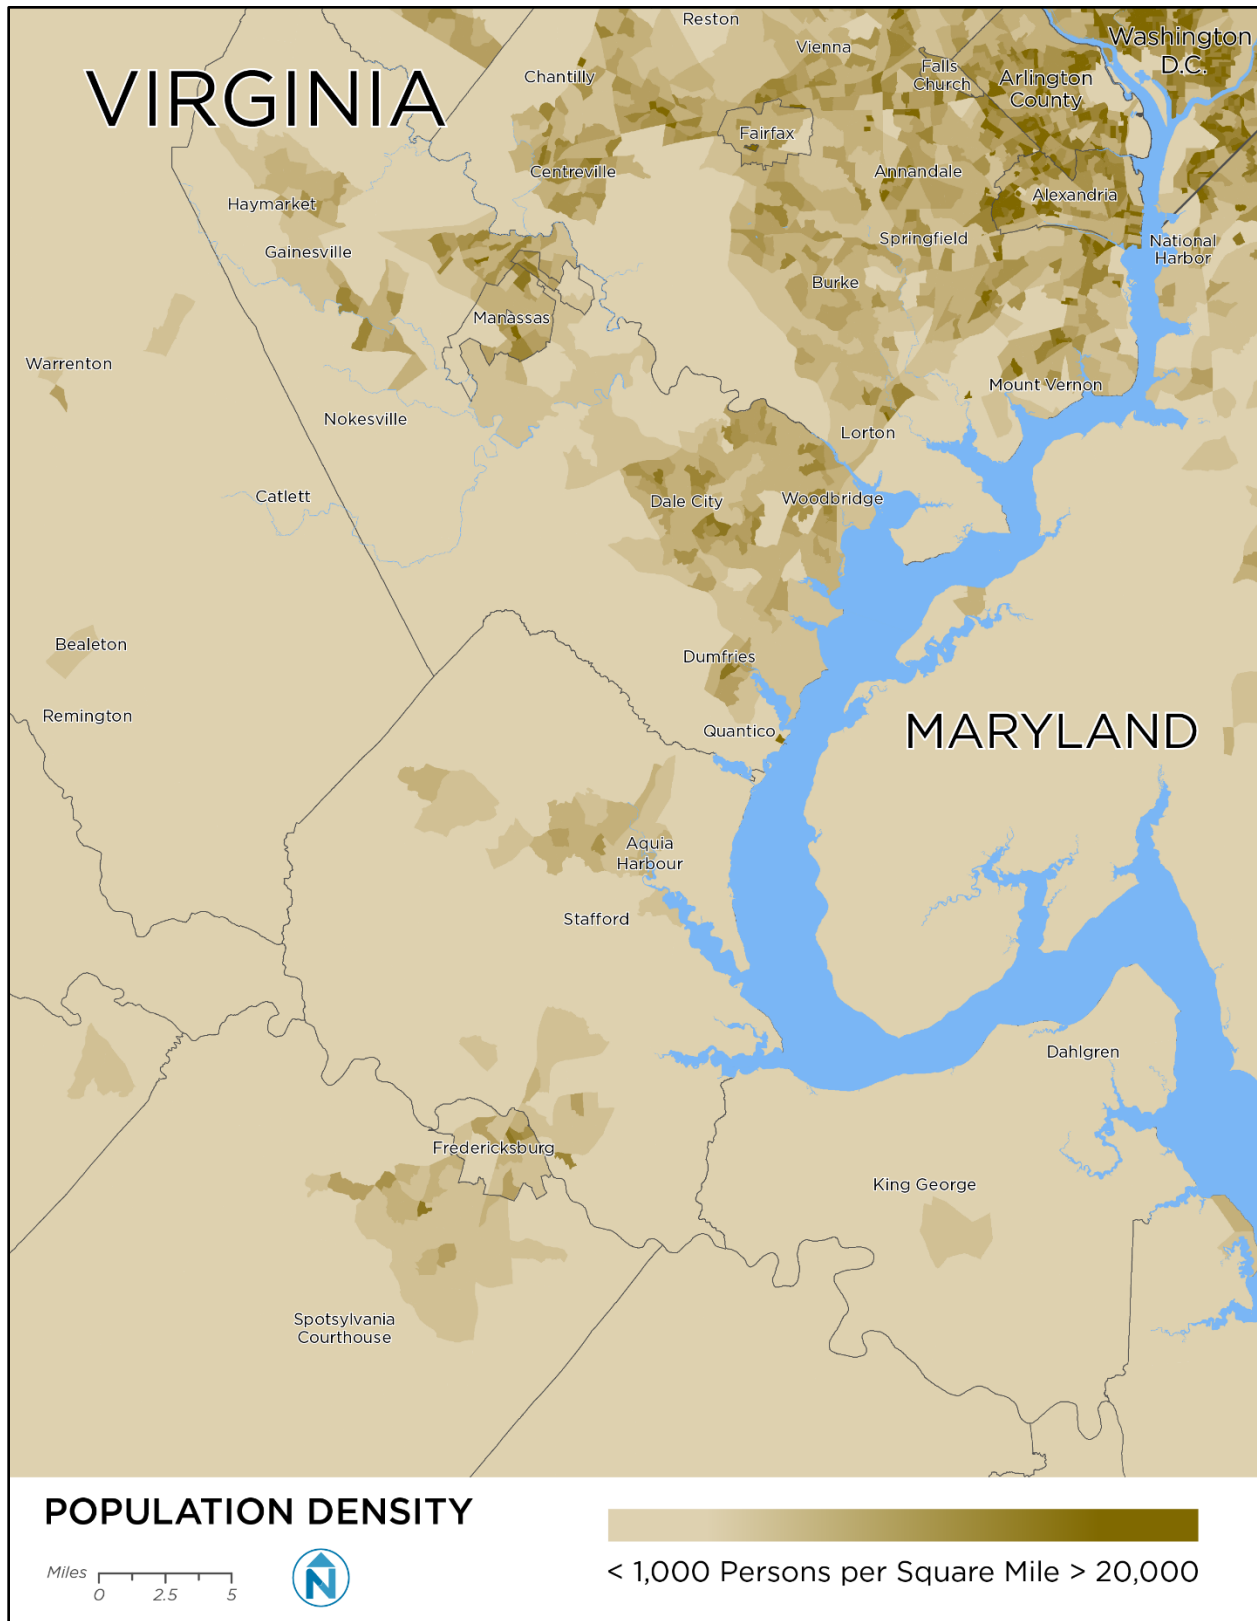 Reston
Washington
D.C.
Vienna
Falls
Church
Chantilly
Arlington
County
VIRGINIA
Fairfax
Centreville
Annandale
Alexandria
Haymarket
Springfield
National
Harbor
Gainesville
Burke
Manassas
Warrenton
Mount Vernon
Nokesville
Lorton
Catlett
Dale City
Woodbridge
Bealeton
Dumfries
Remington
Quantico
MARYLAND
Aquia
Harbour
Stafford
Dahlgren
Fredericksburg
King George
Spotsylvania
Courthouse
POPULATION DENSITY
Miles
0 2.5 5
N
< 1,000 Persons per Square Mile > 20,000